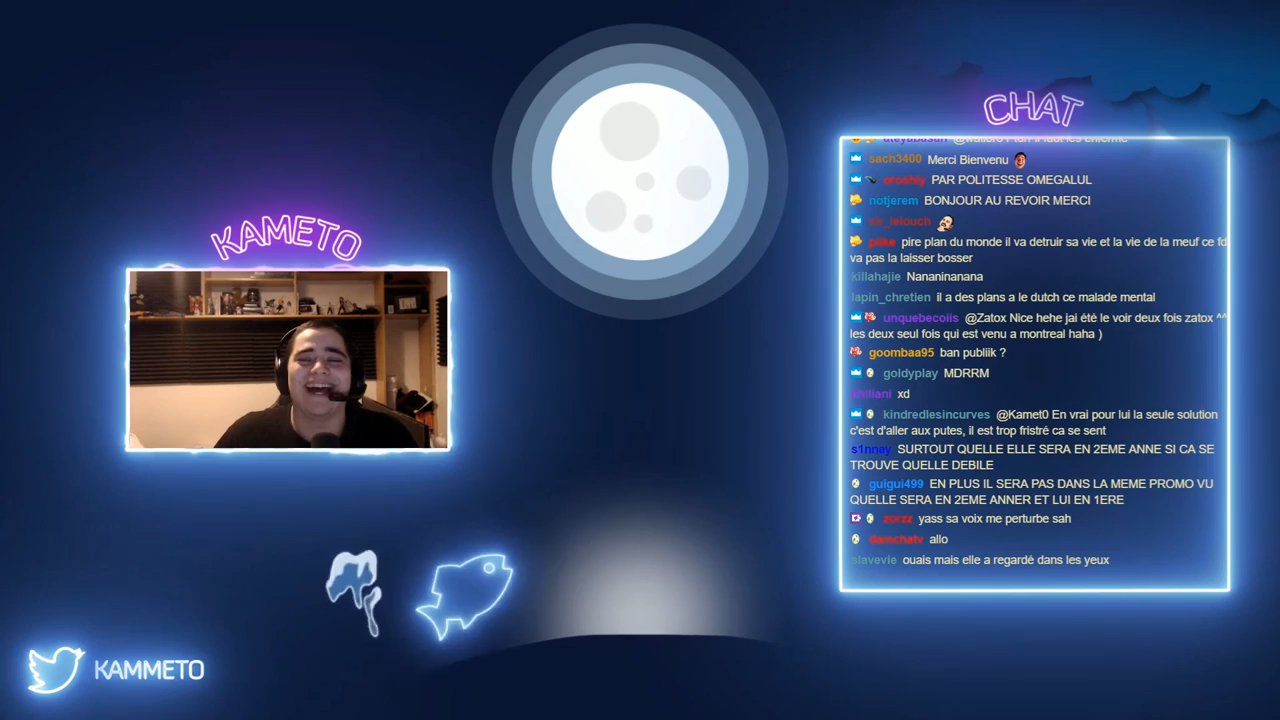 KAMETO
CHAT
sach3400 Merci Bienvenu
oroshiy PAR POLITESSE OMEGALUL
notjerem BONJOUR AU REVOIR MERCI
sir_lelouch
pilke pire plan du monde il va detruir sa vie et la vie de la meuf ce fd
va pas la laisser bosser
killahajie Nananinanana
lapin_chretien il a des plans a le dutch ce malade mental
unquebecoiis @Zatox Nice hehe jai été le voir deux fois zatox ^^
les deux seul fois qui est venu a montreal haha )
goombaa95 ban publiik ?
goldyplay MDRRM
xd
kindredlesincurves @Kamet0 En vrai pour lui la seule solution
c'est d'aller aux putes, il est trop fristré ca se sent
s1nnay SURTOUT QUELLE ELLE SERA EN 2EME ANNE SI CA SE
TROUVE QUELLE DEBILE
guigui499 EN PLUS IL SERA PAS DANS LA MEME PROMO VU
QUELLE SERA EN 2EME ANNER ET LUI EN 1ERE
zorzz yass sa voix me perturbe sah
damchatv allo
slavevie ouais mais elle a regardé dans les yeux
KAMMETO